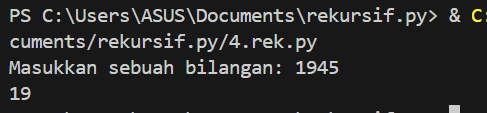 PS C:\Users\ASUS\Documents\rekursif.py> & C:
cuments/rekursif.py/4.rek.py
Masukkan sebuah bilangan: 1945
19